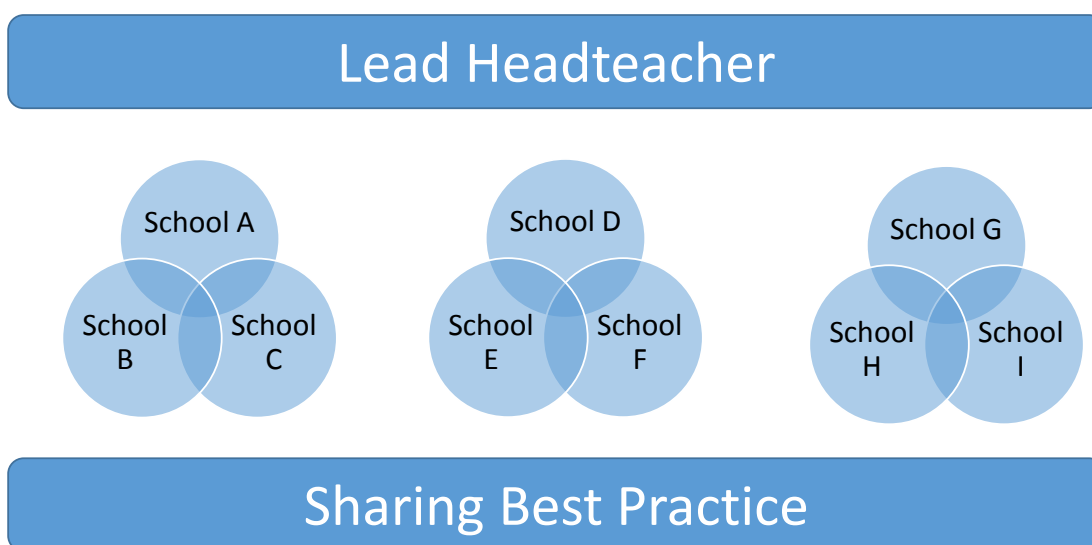 Lead Headteacher
School A
School
B
School
C
School D
School
E
School
F
School G
School
H
School
I
Sharing Best Practice